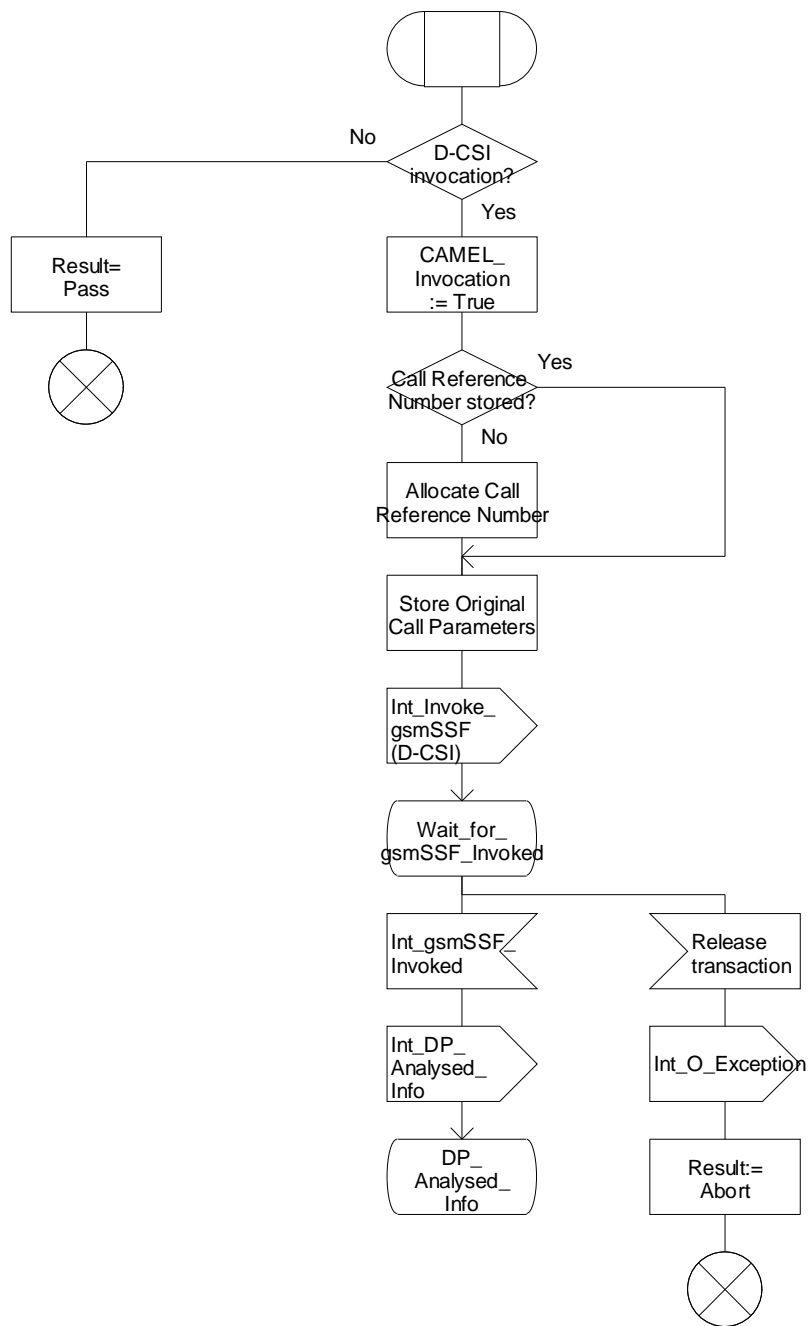 No
D-CSI
invocation?
Yes
Result=
Pass
CAMEL_
Invocation
:= True
Call Reference
Number stored?
Yes
No
Allocate Call
Reference Number
Store Original
Call Parameters
Int_Invoke_
gsmSSF
(D-CSI)
Wait_for_
gsmSSF_Invoked
Int_gsmSSF_
Invoked
Release
transaction
Int_DP_
Analysed_
Info
Int_O_Exception
DP_
Analysed_
Info
Result:=
Abort